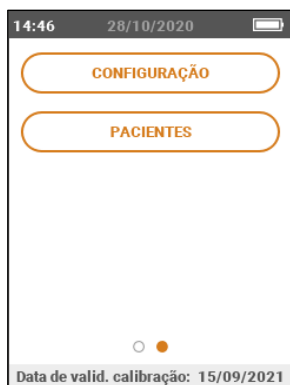 14:46 28/10/2020
CONFIGURAÇÃO
PACIENTES
Data de valid. calibração: 15/09/2021